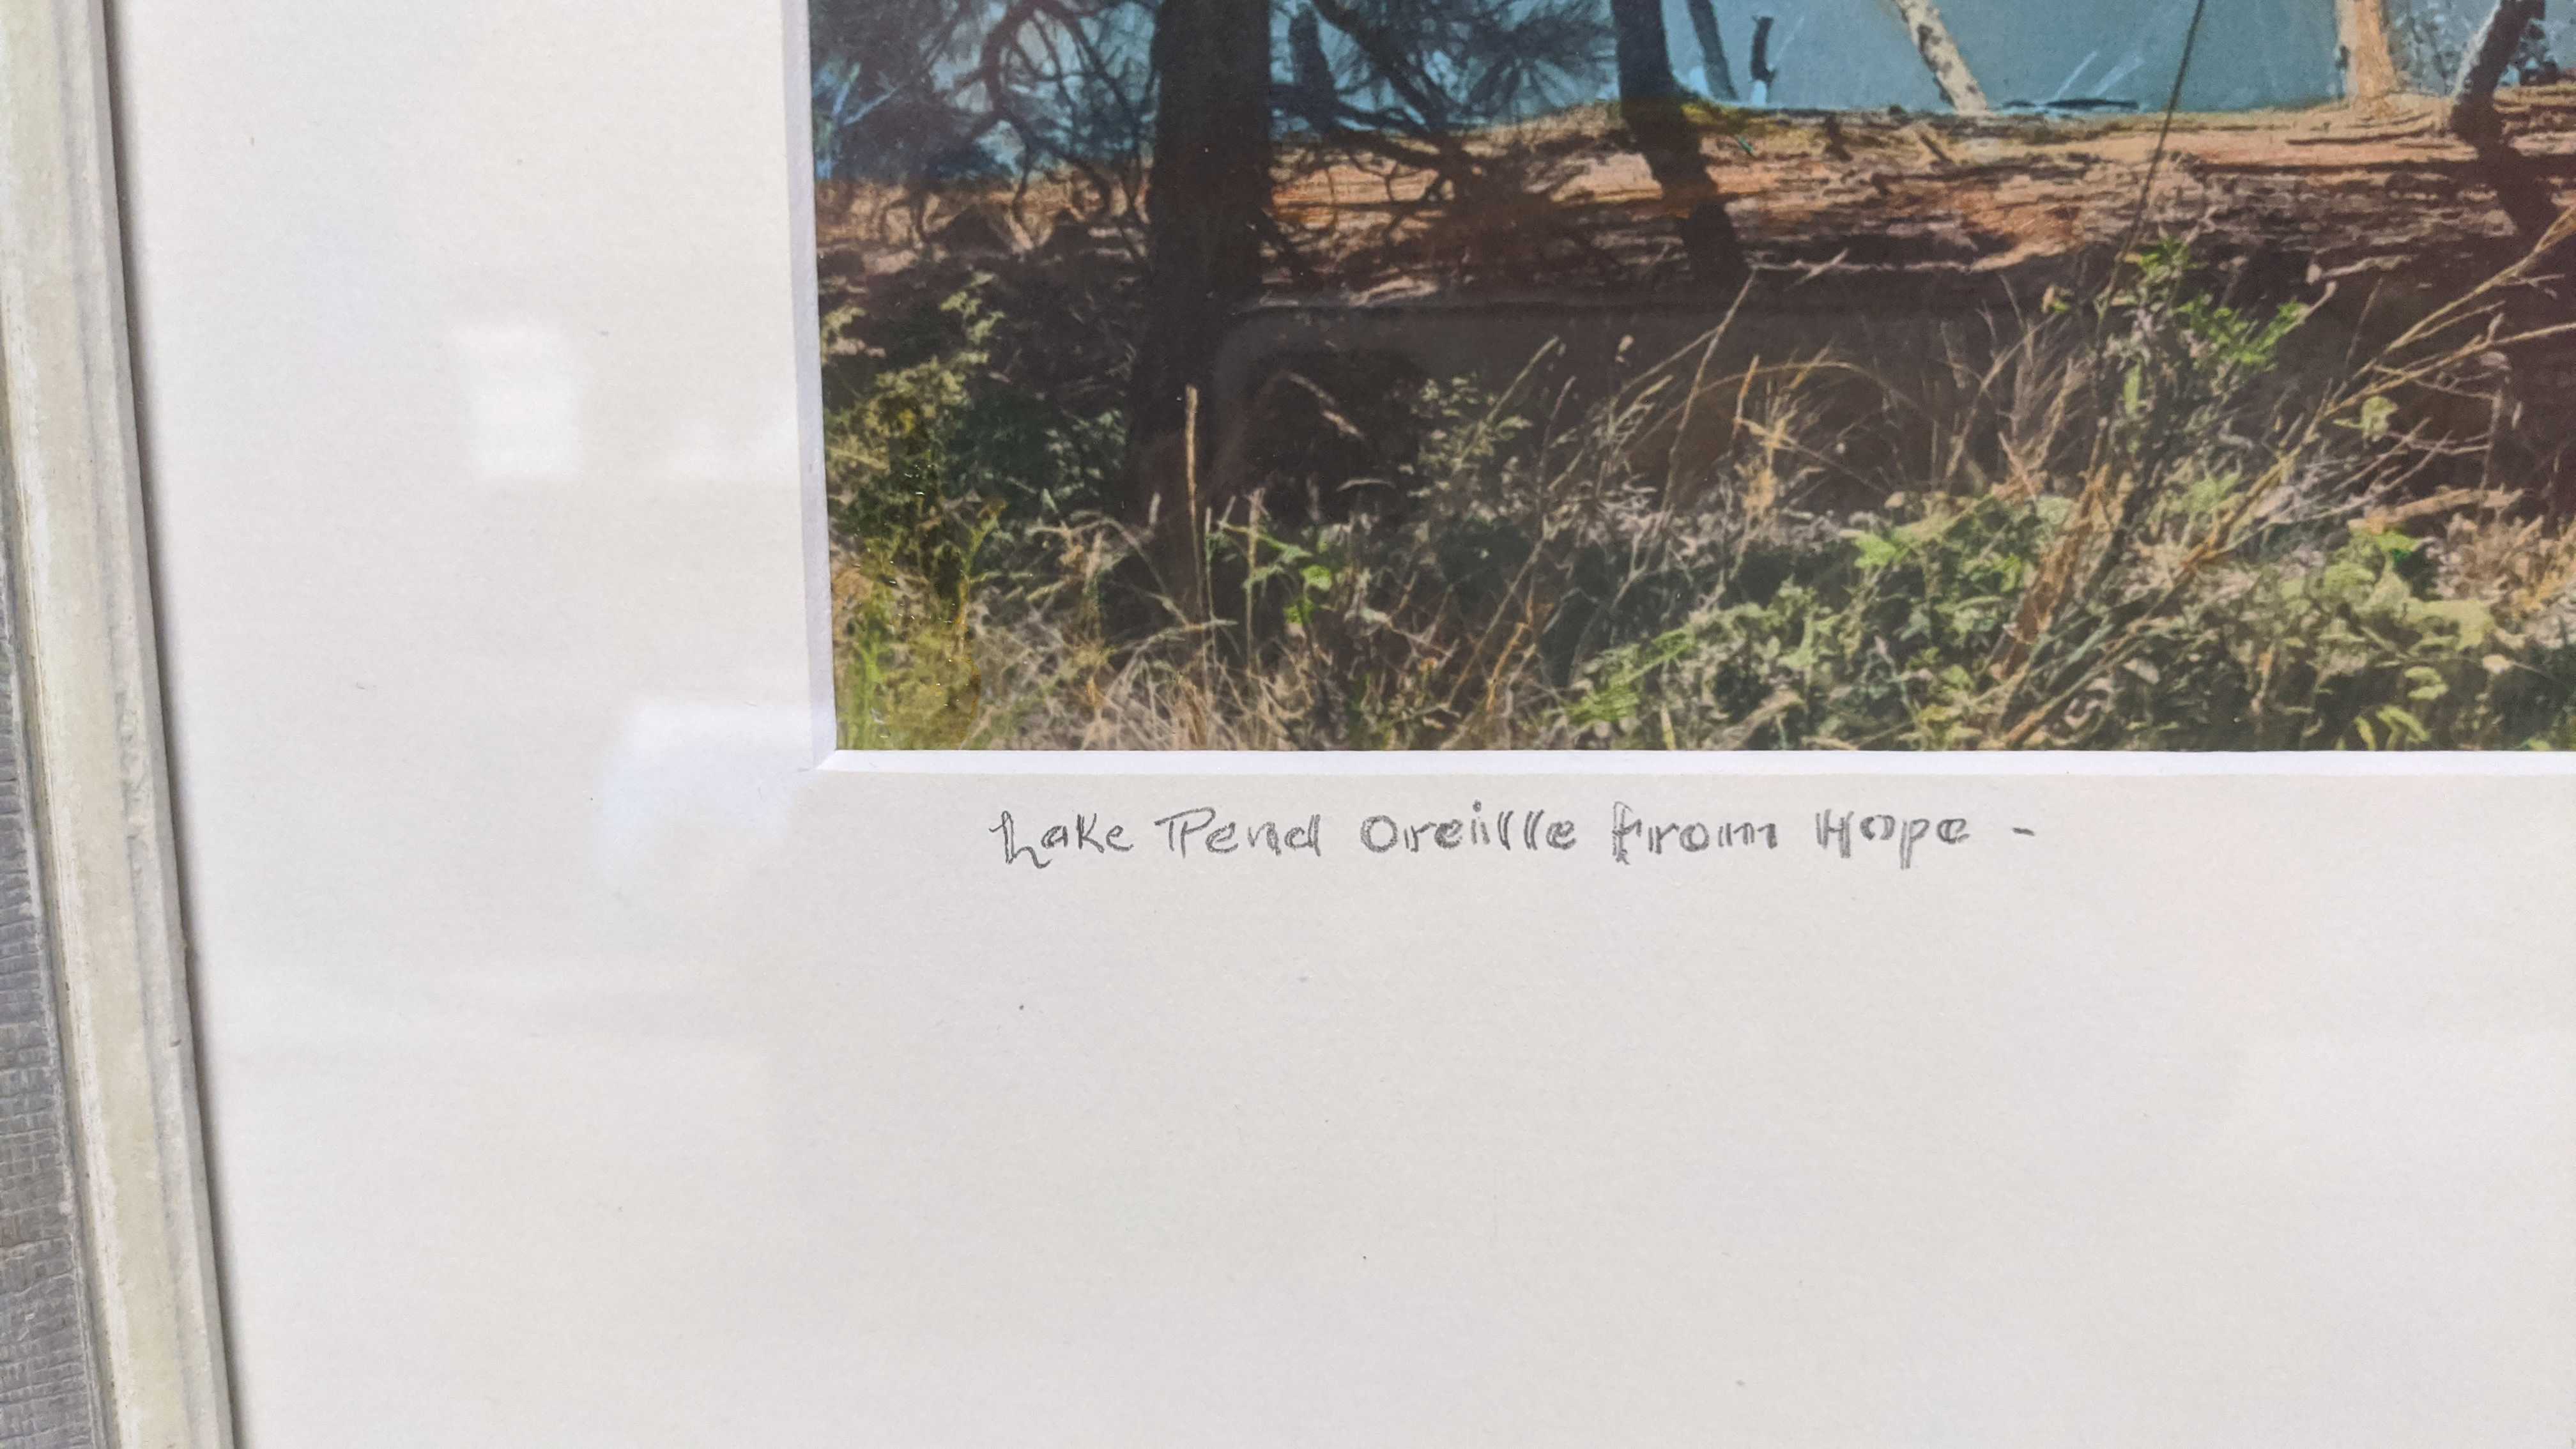 Lake Pend Oreille from Hope -